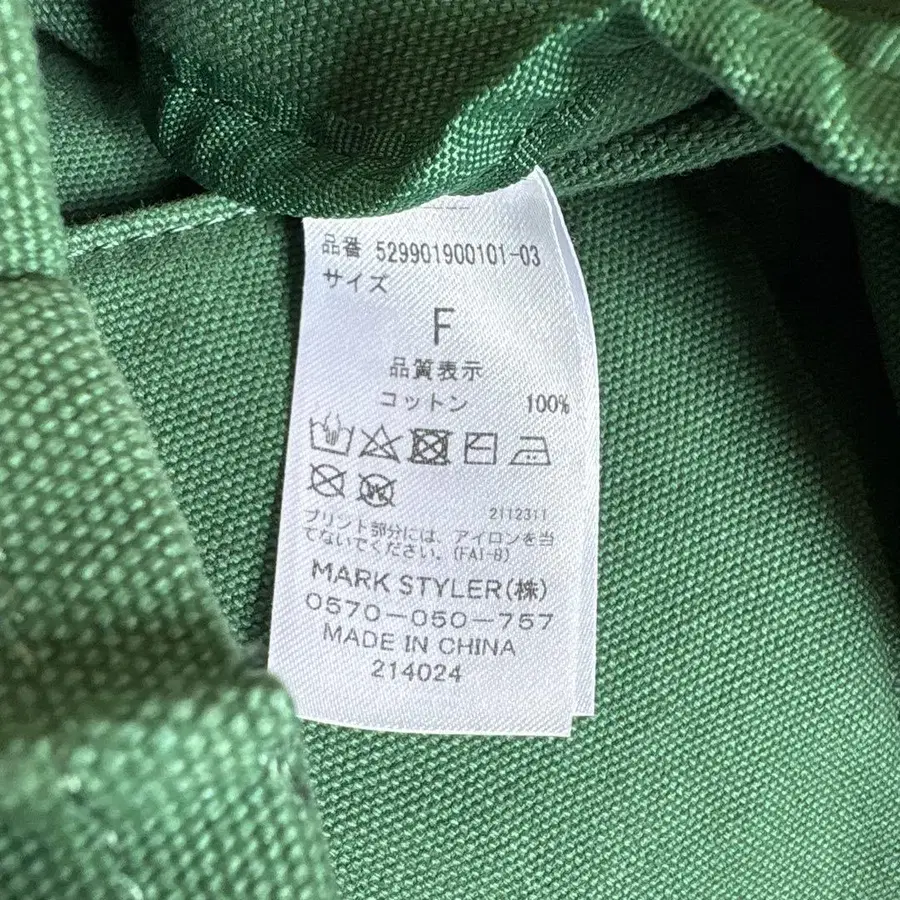 品番 529901900101-03
サイズ
F
品質表示
コットン 100%
2112311
プリント部分には、アイロンを当
てないでください。(FAI-8)
MARK STYLER(株)
0570-050-757
MADE IN CHINA
214024